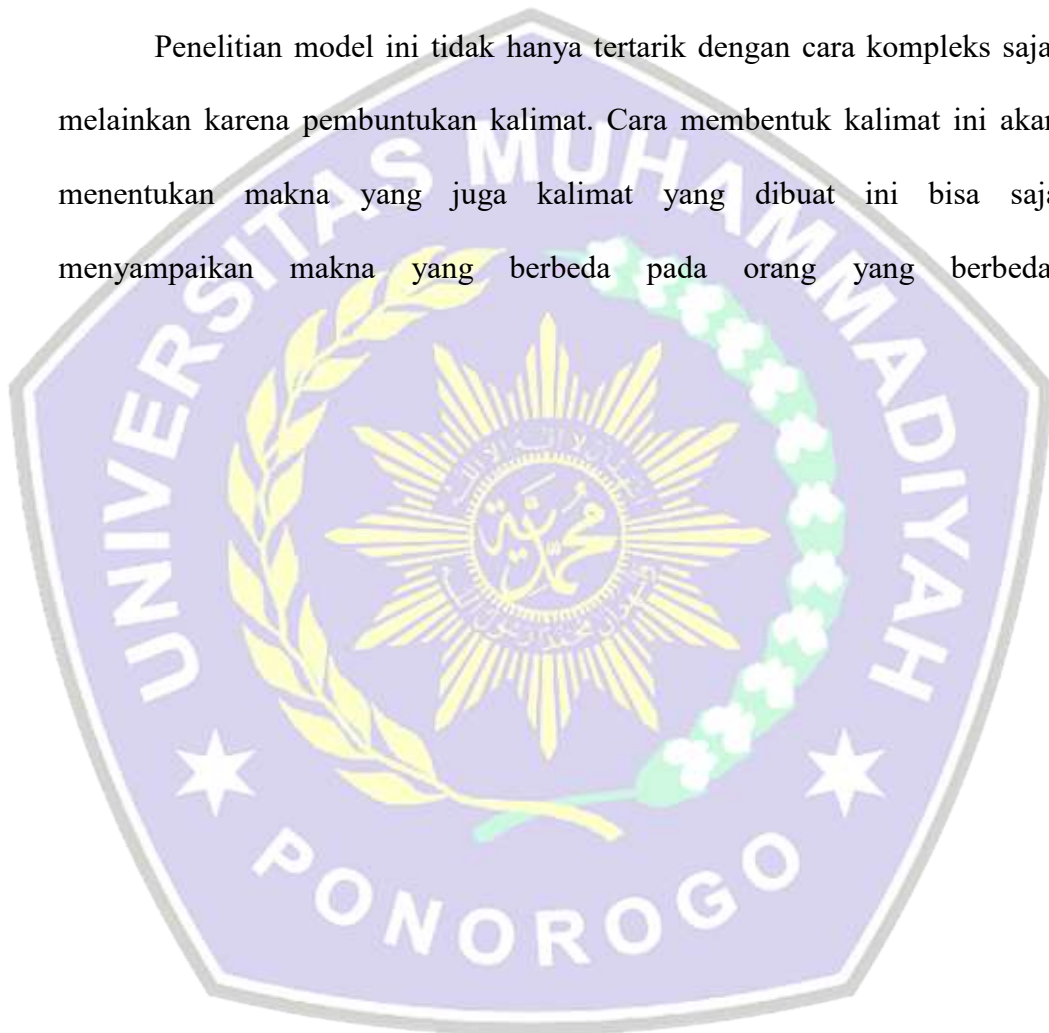 Penelitian model ini tidak hanya tertarik dengan cara kompleks saja
melainkan karena pembuntukan kalimat. Cara membentuk kalimat ini akan
menentukan makna yang juga kalimat yang dibuat ini bisa saja
menyampaikan makna yang berbeda pada orang yang berbeda
UNIVERSITAS MUHAMMADIYAH
PONOROGO